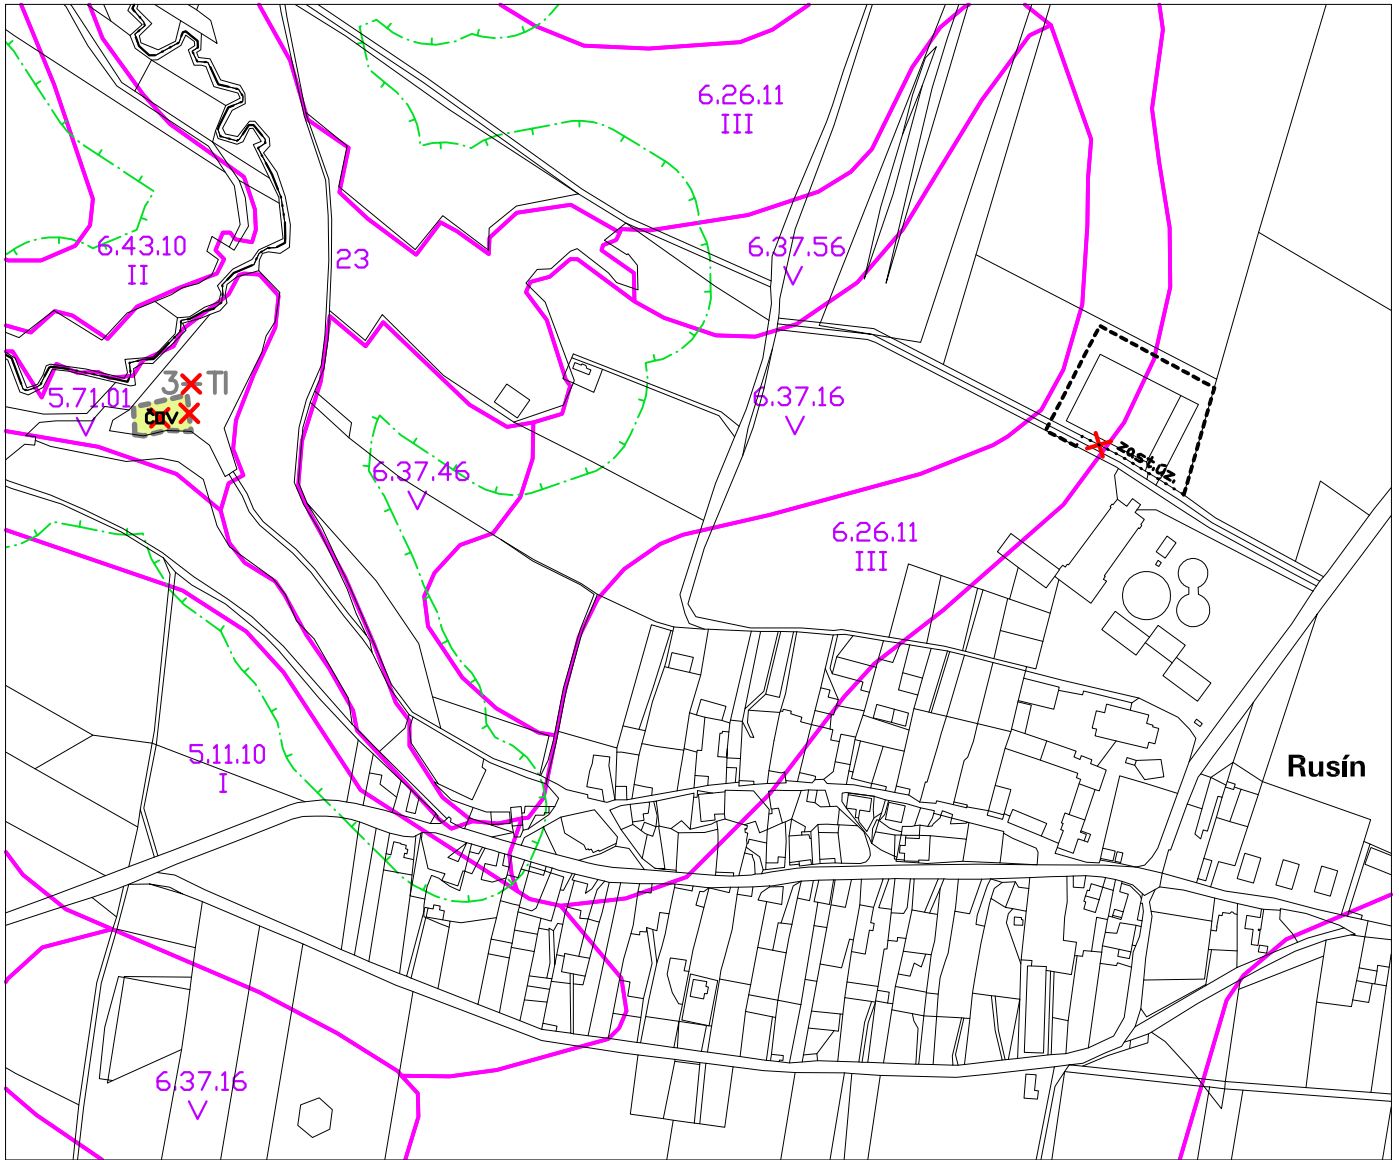 6.26.11
III
6.43.10
II
23
6.37.56
V
3 TI
5.71.01
V
ČOV
6.37.16
V
zast.úz.
6.37.46
V
6.26.11
III
5.11.10
I
Rusín
6.37.16
V